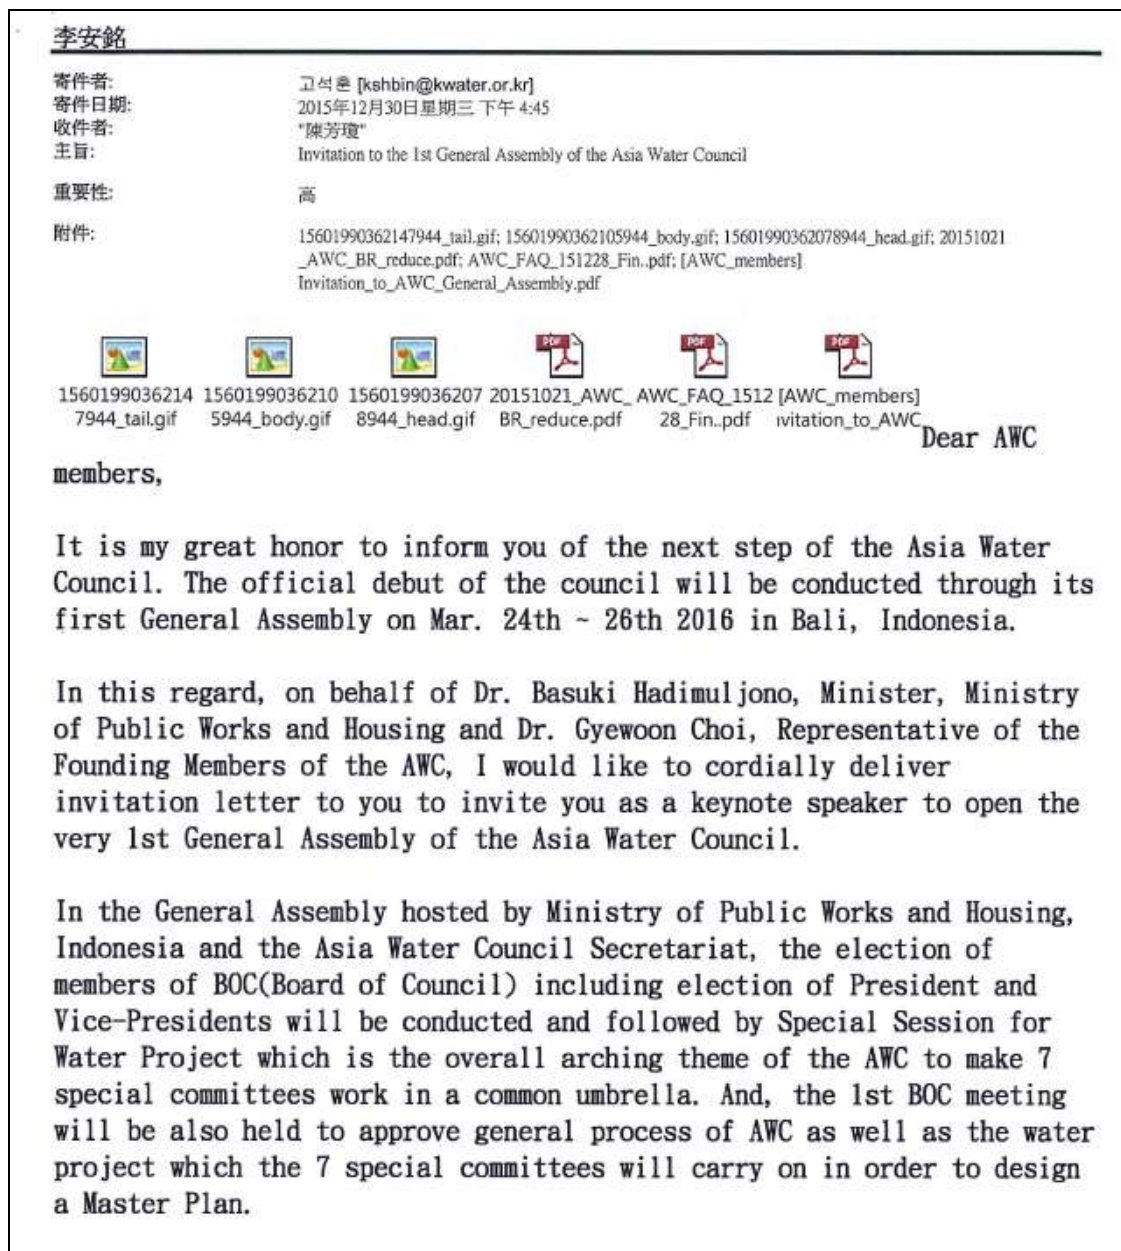 李安銘
寄件者: 고석훈 [kshbin@kwater.or.kr]
寄件日期: 2015年12月30日星期三 下午 4:45
收件者: "陳芳瓊"
主旨: Invitation to the 1st General Assembly of the Asia Water Council
重要性: 高
附件: 15601990362147944_tail.gif; 15601990362105944_body.gif; 15601990362078944_head.gif; 20151021
_AWC_BR_reduce.pdf; AWC_FAQ_151228_Fin..pdf; [AWC_members]
Invitation_to_AWC_General_Assembly.pdf
PDF PDF PDF
1560199036214 1560199036210 1560199036207 20151021_AWC_ AWC_FAQ_1512 [AWC_members]
7944_tail.gif 5944_body.gif 8944_head.gif BR_reduce.pdf 28_Fin..pdf ıvitation_to_AWC Dear AWC
members,
It is my great honor to inform you of the next step of the Asia Water
Council. The official debut of the council will be conducted through its
first General Assembly on Mar. 24th ~ 26th 2016 in Bali, Indonesia.
In this regard, on behalf of Dr. Basuki Hadimuljono, Minister, Ministry
of Public Works and Housing and Dr. Gyewoon Choi, Representative of the
Founding Members of the AWC, I would like to cordially deliver
invitation letter to you to invite you as a keynote speaker to open the
very 1st General Assembly of the Asia Water Council.
In the General Assembly hosted by Ministry of Public Works and Housing,
Indonesia and the Asia Water Council Secretariat, the election of
members of BOC(Board of Council) including election of President and
Vice-Presidents will be conducted and followed by Special Session for
Water Project which is the overall arching theme of the AWC to make 7
special committees work in a common umbrella. And, the 1st BOC meeting
will be also held to approve general process of AWC as well as the water
project which the 7 special committees will carry on in order to design
a Master Plan.